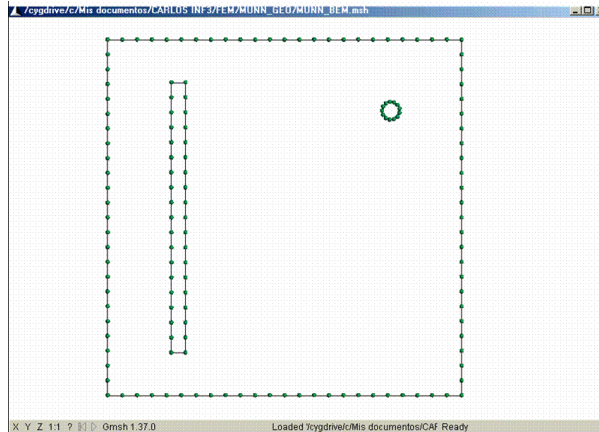 /cygdrive/c/Mis documentos/CARLOS INF3/FEM/MUNN_GEO/MUNN_BEM.msh
X Y Z 1:1 ? Gmsh 1.37.0 Loaded '/cygdrive/c/Mis documentos/CAF Ready